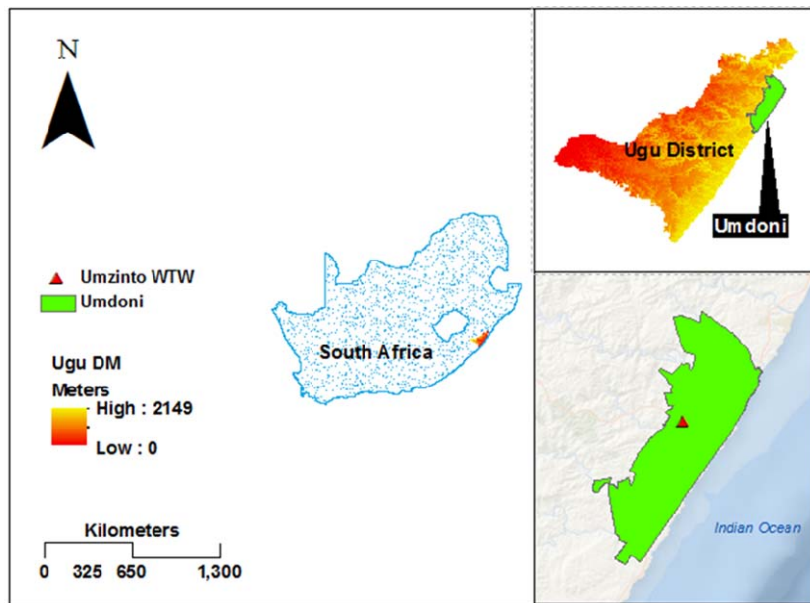 N
Umzinto WTW
Umdoni
Ugu DM
Meters
High : 2149
Low : 0
Kilometers
0 325 650 1,300
South Africa
Ugu District
Umdoni
Indian Ocean